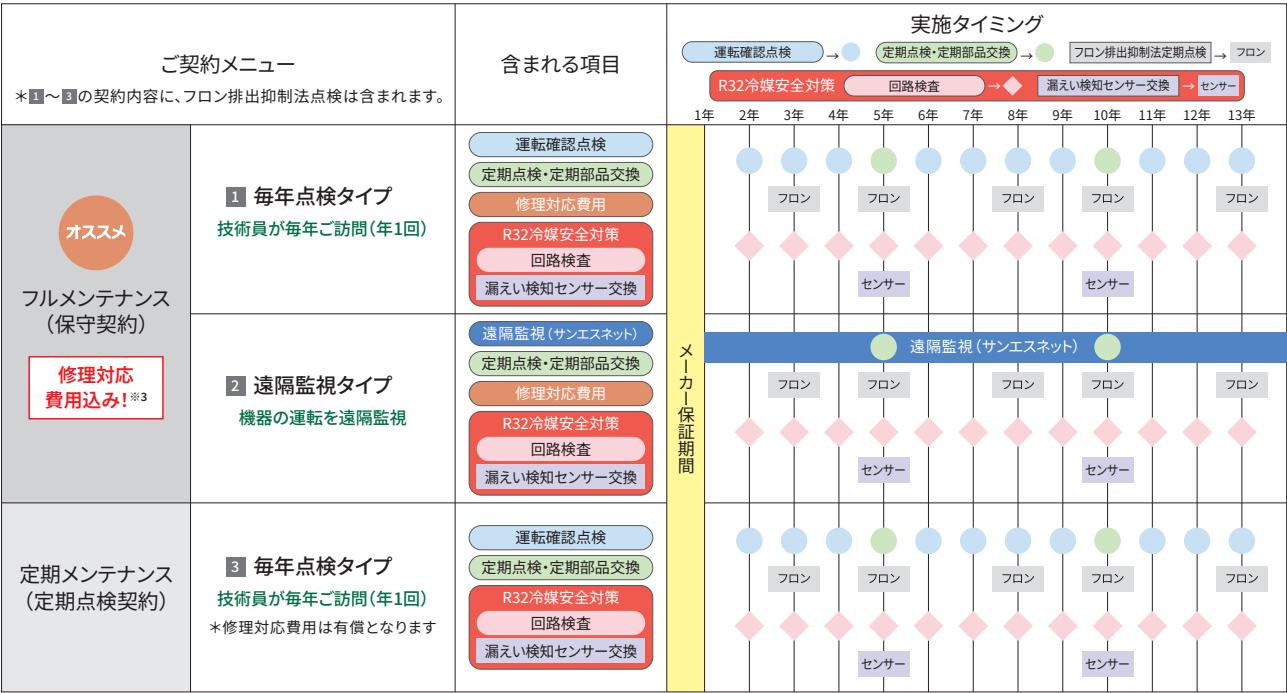 ご契約メニュー
＊1～3の契約内容に、フロン排出抑制法点検は含まれます。
含まれる項目
実施タイミング
運転確認点検 →
定期点検・定期部品交換 →
フロン排出抑制法定期点検 → フロン
R32冷媒安全対策 回路検査 → 漏えい検知センサー交換 → センサー
1年 2年 3年 4年 5年 6年 7年 8年 9年 10年 11年 12年 13年
オススメ
フルメンテナンス
（保守契約）
修理対応
費用込み！※3
1 毎年点検タイプ
技術員が毎年ご訪問（年1回）
運転確認点検
定期点検・定期部品交換
修理対応費用
R32冷媒安全対策
回路検査
漏えい検知センサー交換
メーカー保証期間
フロン フロン フロン フロン
センサー センサー
2 遠隔監視タイプ
機器の運転を遠隔監視
遠隔監視（サンエスネット）
定期点検・定期部品交換
修理対応費用
R32冷媒安全対策
回路検査
漏えい検知センサー交換
遠隔監視（サンエスネット）
フロン フロン フロン フロン
センサー センサー
定期メンテナンス
（定期点検契約）
3 毎年点検タイプ
技術員が毎年ご訪問（年1回）
＊修理対応費用は有償となります
運転確認点検
定期点検・定期部品交換
R32冷媒安全対策
回路検査
漏えい検知センサー交換
フロン フロン フロン フロン
センサー センサー